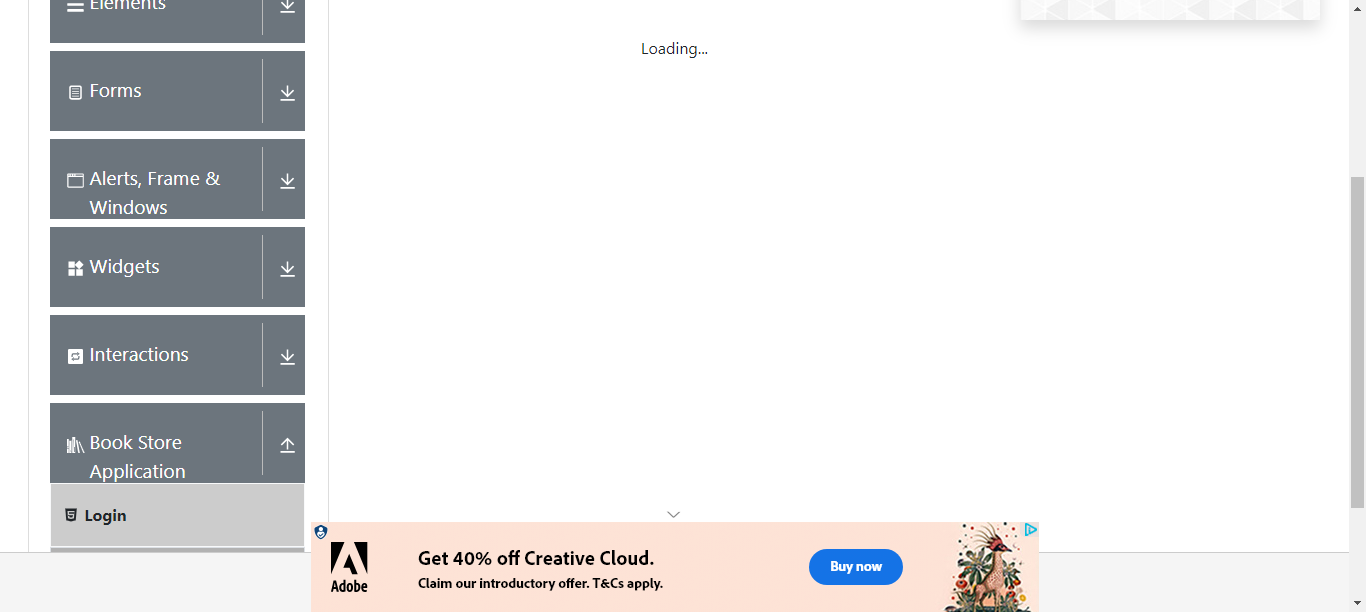 Elements
Loading...
Forms
Alerts, Frame &
Windows
Widgets
Interactions
Book Store
Application
Login
Adobe
Get 40% off Creative Cloud.
Claim our introductory offer. T&Cs apply.
Buy now